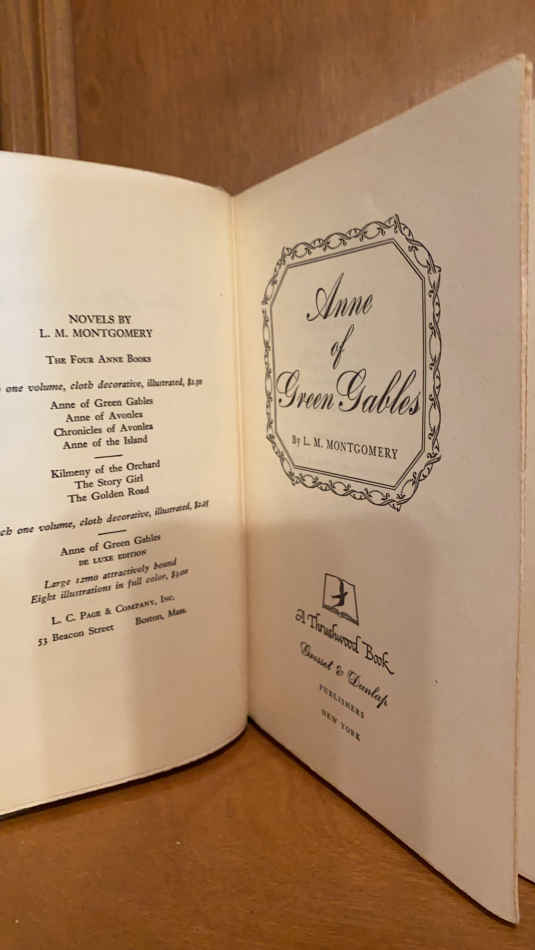 NOVELS BY
L. M. MONTGOMERY
THE FOUR ANNE BOOKS
one volume, cloth decorative, illustrated,
Anne of Green Gables
Anne of Avonlea
Chronicles of Avonlea
Anne of the Island
Kilmeny of the Orchard
The Story Girl
The Golden Road
one volume, cloth decorative, illustrated,
Anne of Green Gables
DE LUXE EDITION
Large 12mo attractively bound
Eight illustrations in full color, $3.00
L. C. PAGE & COMPANY, INC.
53 Beacon Street Boston, Mass.
Anne
of
Green Gables
By L. M. MONTGOMERY
A Thrushwood Book
Grosset & Dunlap
PUBLISHERS
NEW YORK